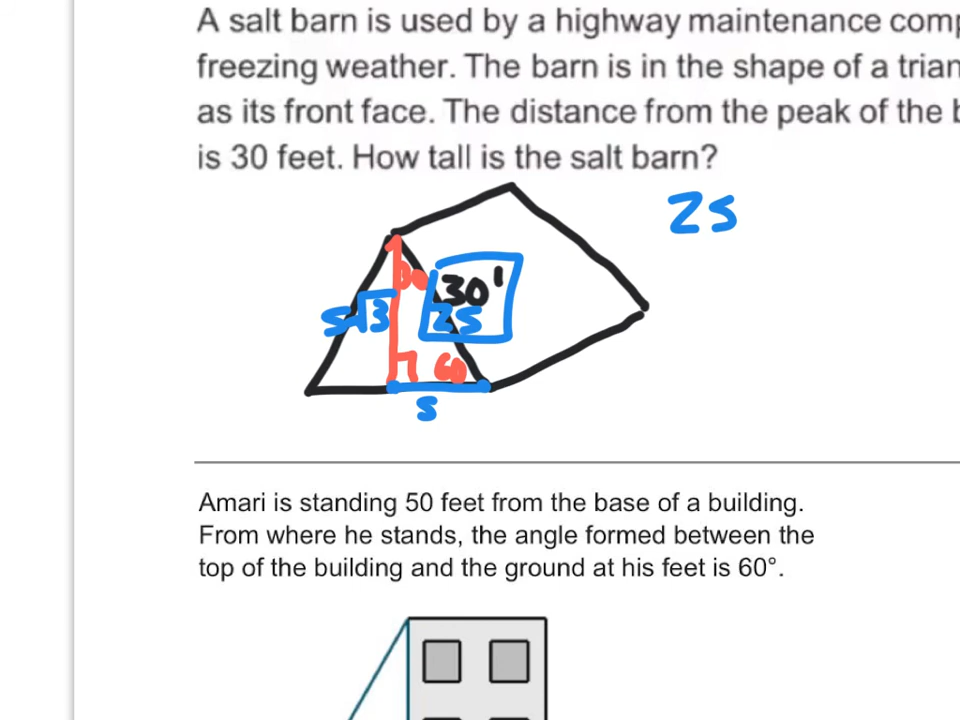 A salt barn is used by a highway maintenance
freezing weather. The barn is in the shape of a
as its front face. The distance from the peak of the
is 30 feet. How tall is the salt barn?
2s
30
30'
s√3
2s
60
s
Amari is standing 50 feet from the base of a building.
From where he stands, the angle formed between the
top of the building and the ground at his feet is 60°.